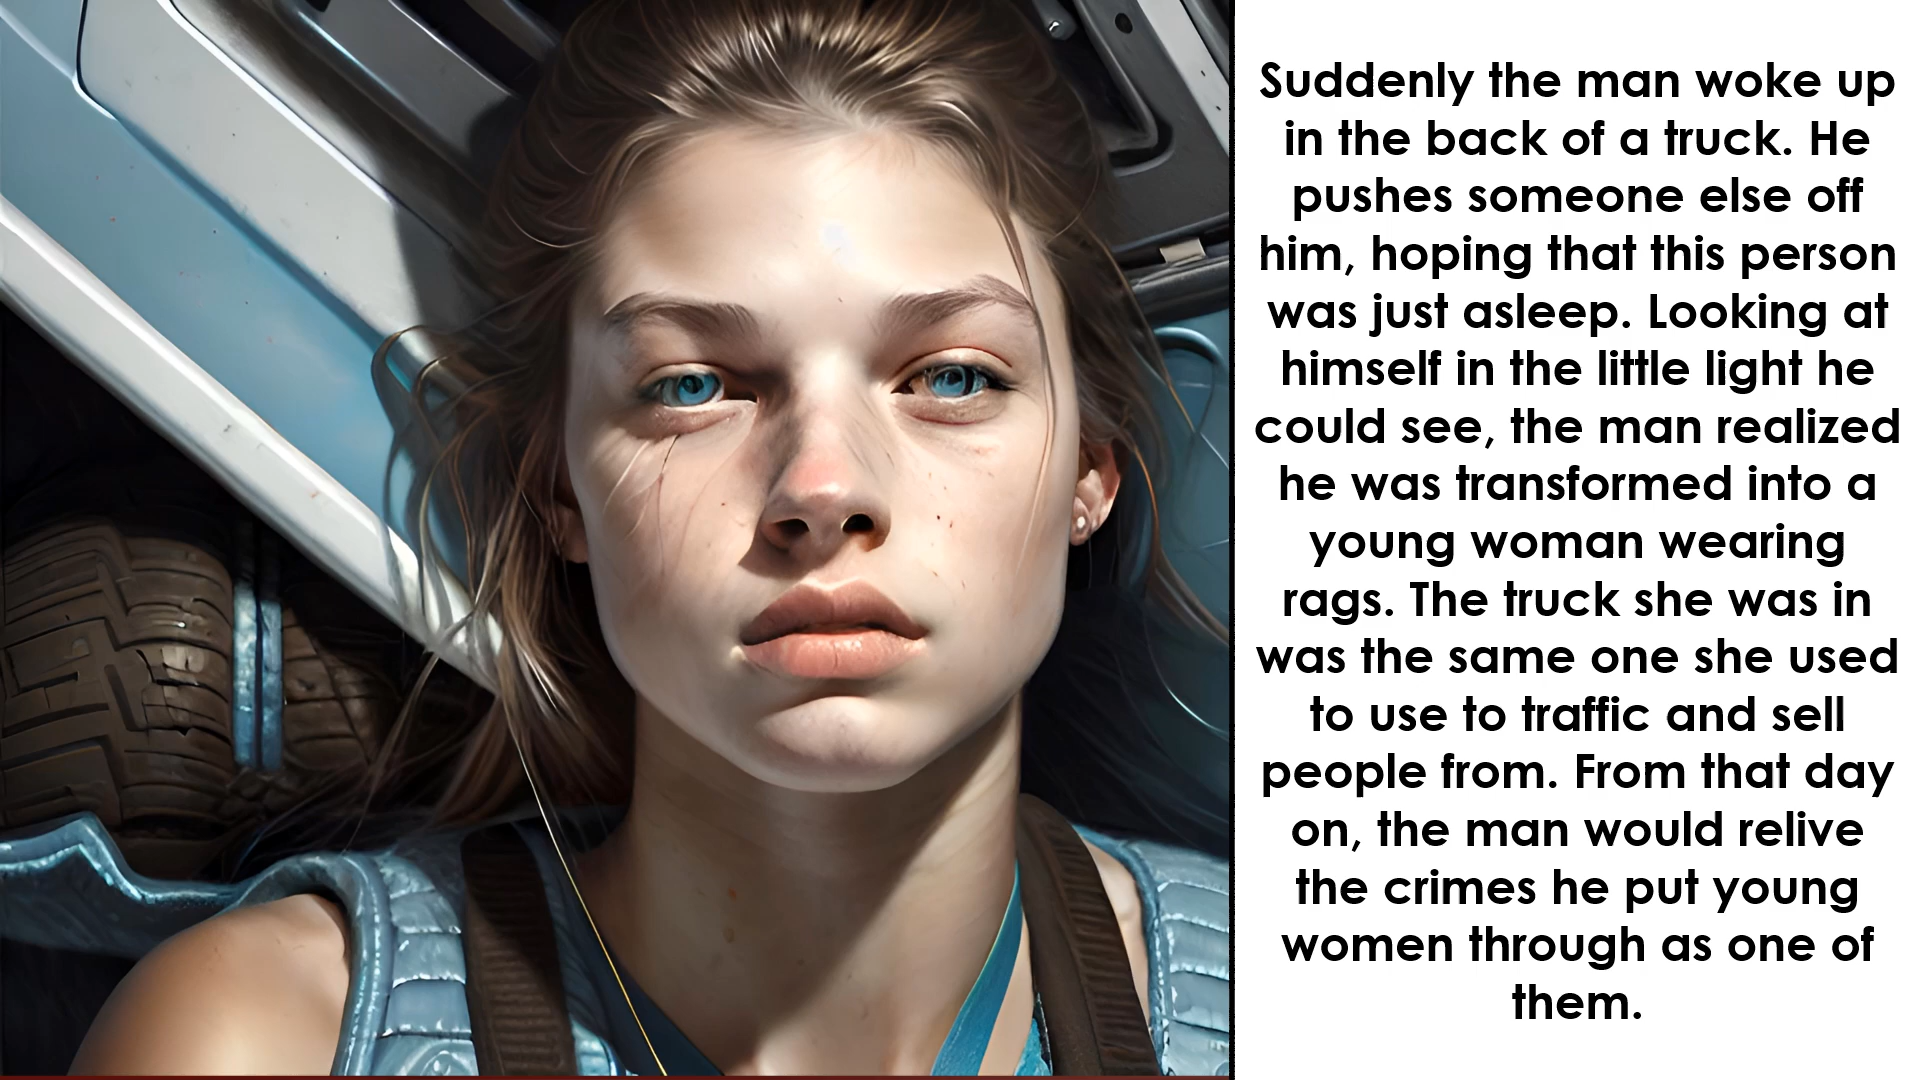 Suddenly the man woke up
in the back of a truck. He
pushes someone else off
him, hoping that this person
was just asleep. Looking at
himself in the little light he
could see, the man realized
he was transformed into a
young woman wearing
rags. The truck she was in
was the same one she used
to use to traffic and sell
people from. From that day
on, the man would relive
the crimes he put young
women through as one of
them.